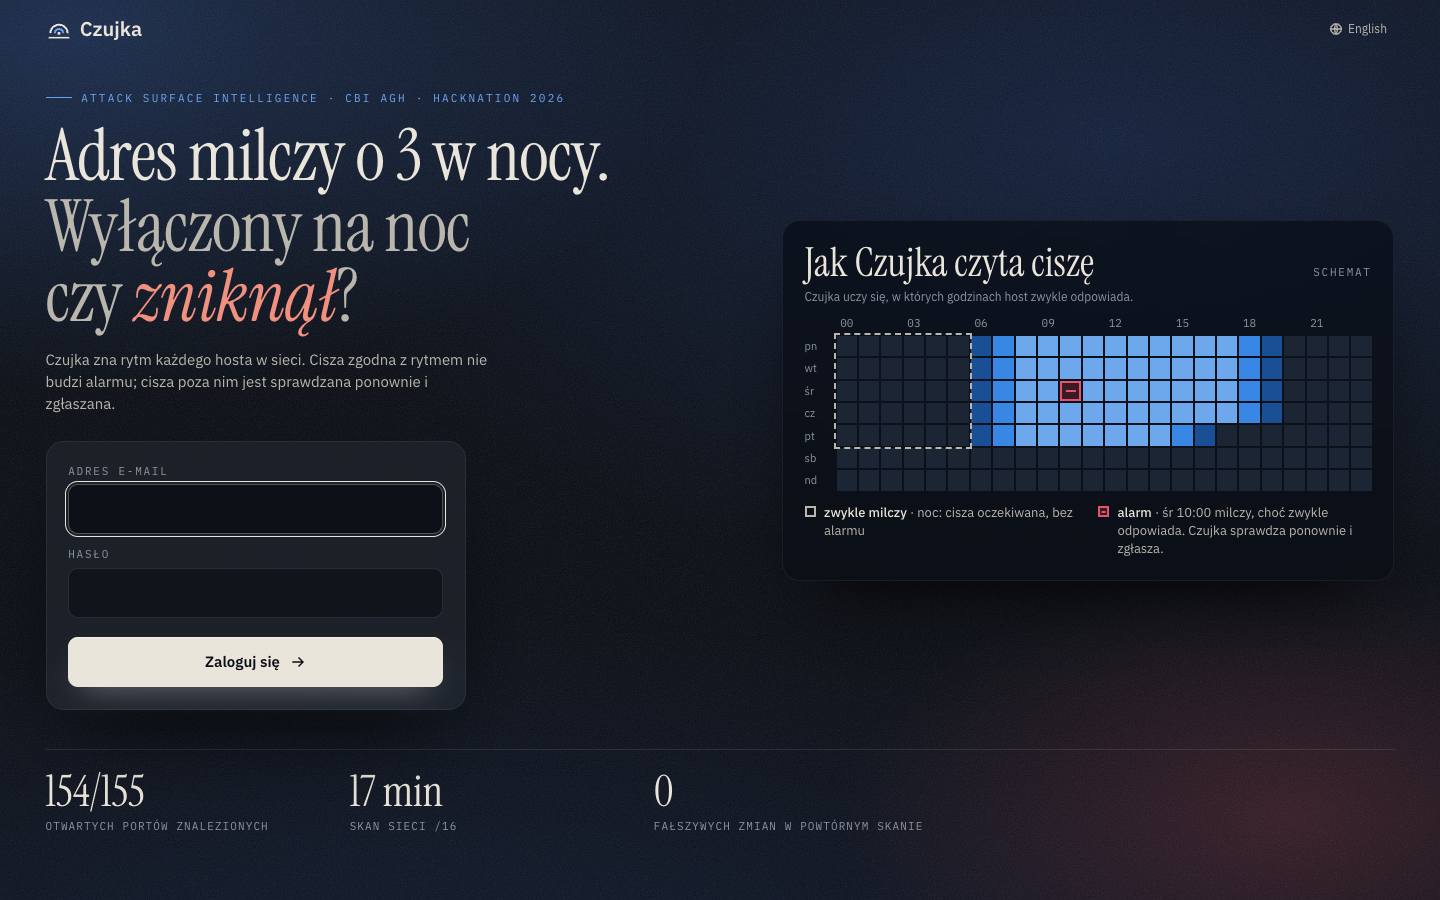 Czujka
English
ATTACK SURFACE INTELLIGENCE · CBI AGH · HACKNATION 2026
Adres milczy o 3 w nocy.
Wyłączony na noc
czy zniknął?
Czujka zna rytm każdego hosta w sieci. Cisza zgodna z rytmem nie
budzi alarmu; cisza poza nim jest sprawdzana ponownie i
zgłaszana.
ADRES E-MAIL
HASŁO
Zaloguj się →
Jak Czujka czyta ciszę
SCHEMAT
Czujka uczy się, w których godzinach host zwykle odpowiada.
00 03 06 09 12 15 18 21
pn
wt
śr
cz
pt
sb
nd
zwykle milczy · noc: cisza oczekiwana, bez
alarmu
alarm · śr 10:00 milczy, choć zwykle
odpowiada. Czujka sprawdza ponownie i
zgłasza.
154/155
OTWARTYCH PORTÓW ZNALEZIONYCH
17 min
SKAN SIECI /16
0
FAŁSZYWYCH ZMIAN W POWTÓRNYM SKANIE